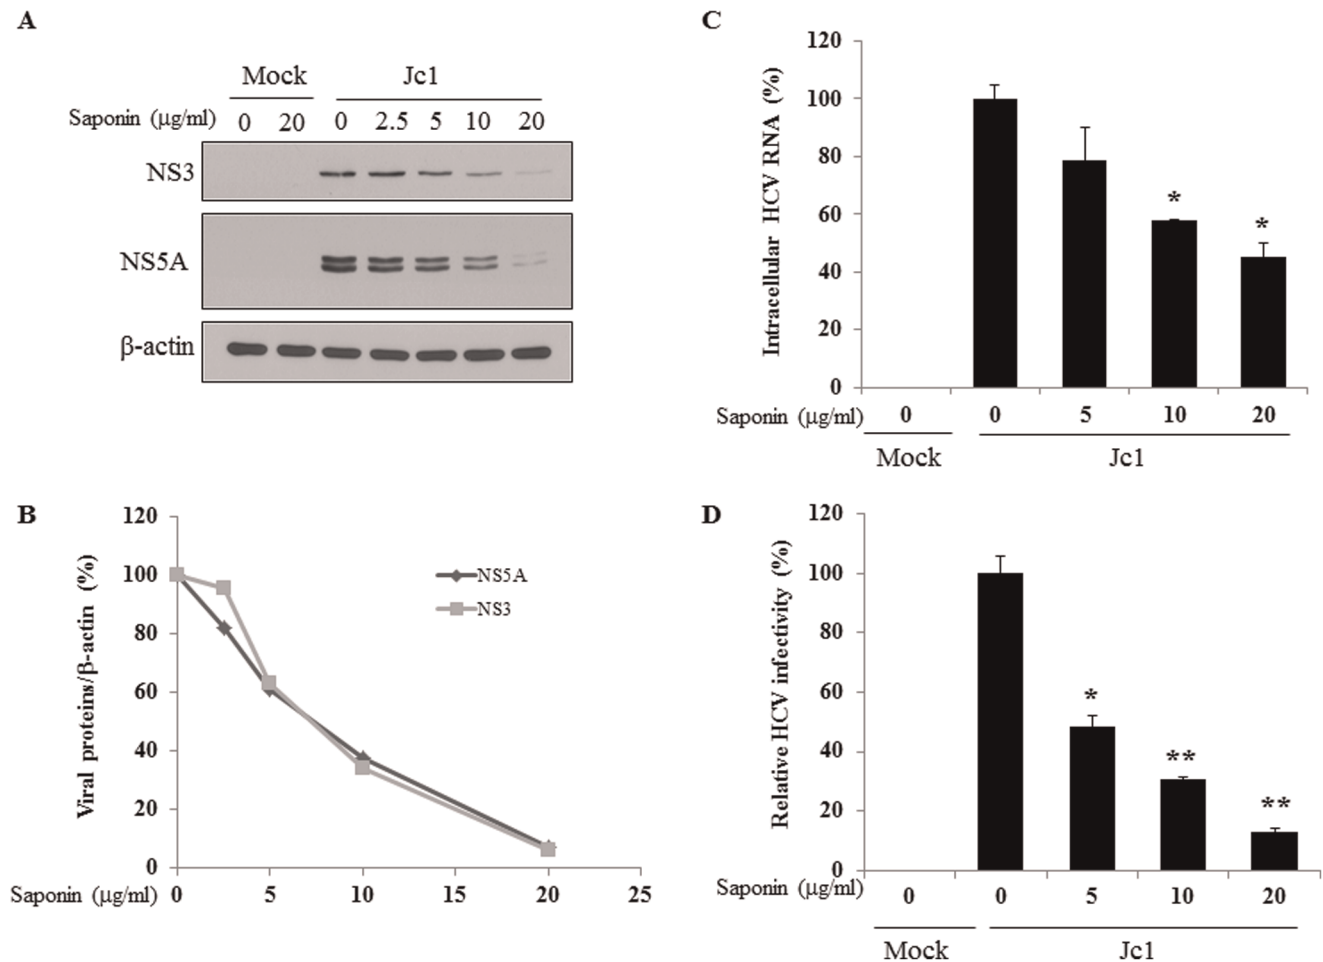 A
Mock Jc1
Saponin (µg/ml) 0 20 0 2.5 5 10 20
NS3
NS5A
β-actin
B
Viral proteins/β-actin (%)
120
100
80
60
40
20
0
NS5A
NS3
Saponin (µg/ml) 0 5 10 15 20 25
C
Intracellular HCV RNA (%)
120
100
80
60
40
20
0
*
*
Saponin (µg/ml) 0 0 5 10 20
Mock Jc1
D
Relative HCV infectivity (%)
120
100
80
60
40
20
0
*
**
**
Saponin (µg/ml) 0 0 5 10 20
Mock Jc1